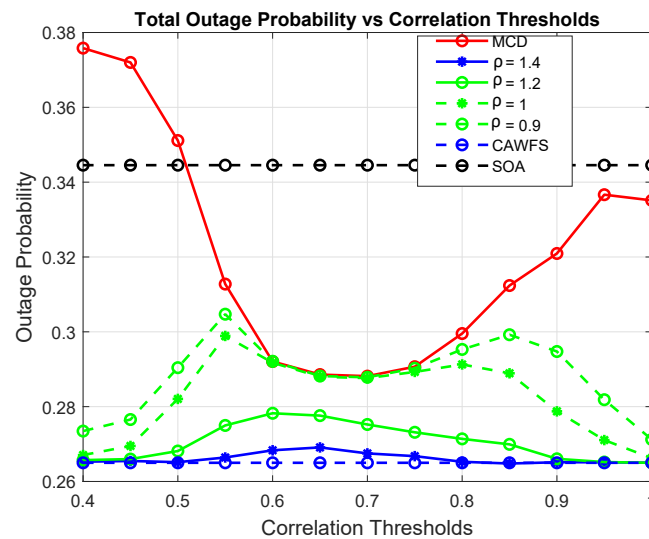 Total Outage Probability vs Correlation Thresholds
0.38
0.36
0.34
0.32
0.3
0.28
0.26
Outage Probability
MCD
ρ = 1.4
ρ = 1.2
ρ = 1
ρ = 0.9
CAWFS
SOA
0.4 0.5 0.6 0.7 0.8 0.9 1
Correlation Thresholds